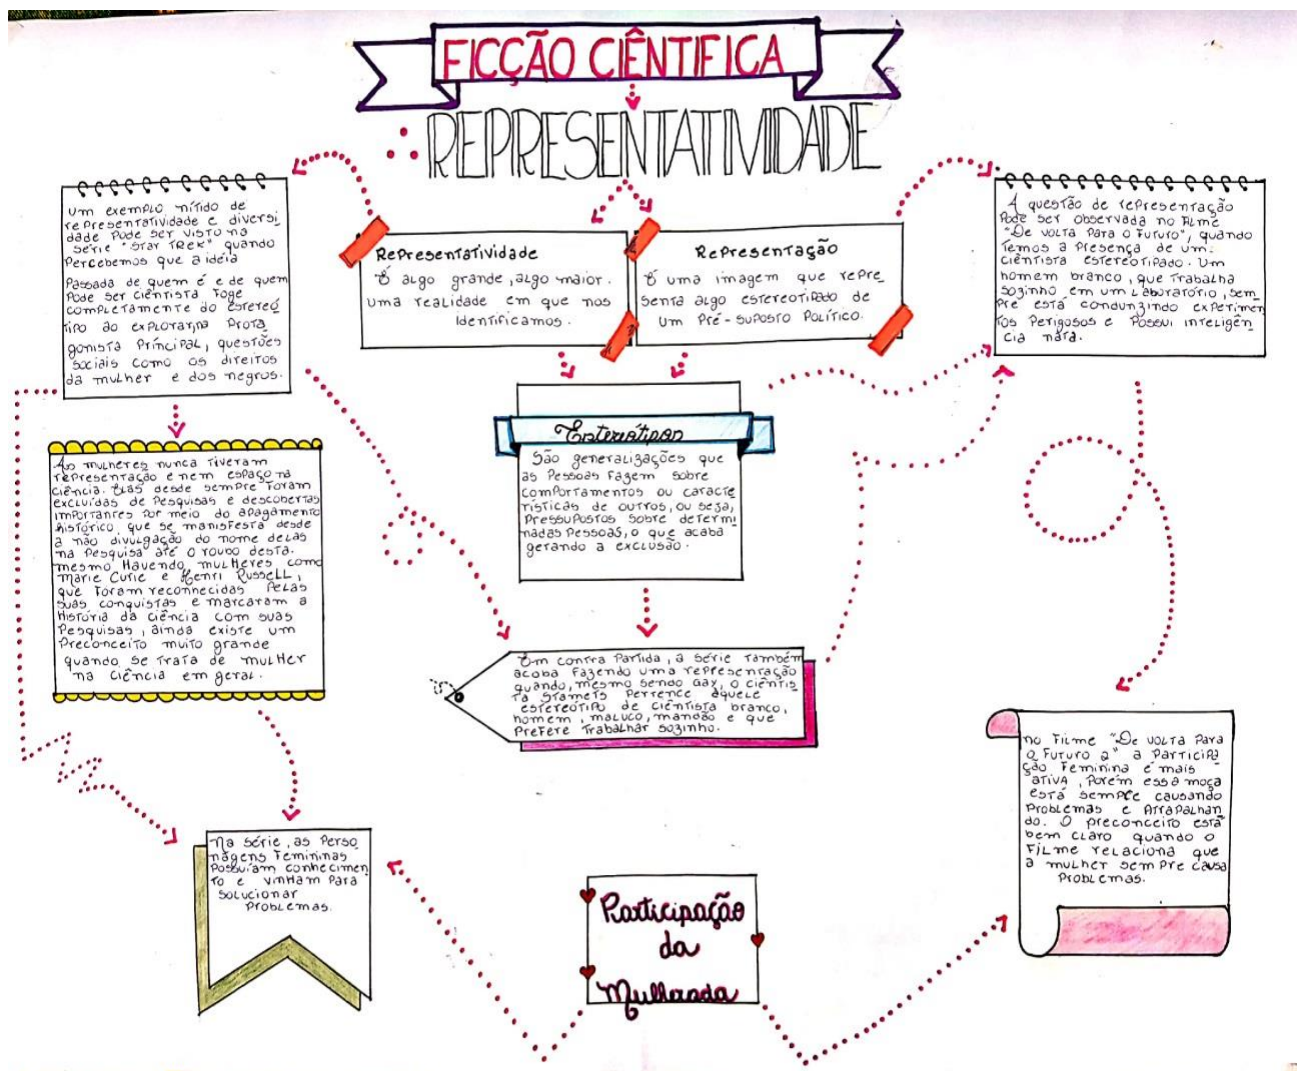 FICÇÃO CIÊNTIFICA
REPRESENTATIVIDADE
Um exemplo nítido de
representatividade e diversi
dade pode ser visto na
série "Star Trek" quando
percebemos que a ideia
passada de quem é e de quem
pode ser cientista foge
completamente do estereó
tipo ao explorar, na prota
gonista principal, questões
sociais como os direitos
da mulher e dos negros.
Representatividade
É algo grande, algo maior.
uma realidade em que nos
identificamos.
Representação
É uma imagem que repre
senta algo estereotipado de
um pré-suposto político.
A questão de representação
pode ser observada no filme
"De volta para o futuro", quando
temos a presença de um
cientista estereotipado. Um
homem branco, que trabalha
sozinho em um laboratório, sem
pre está condunzindo experimen
tos perigosos e possui inteligên
cia nata.
Estereótipos
São generalizações que
as pessoas fazem sobre
comportamentos ou caracte
rísticas de outros, ou seja,
pressupostos sobre determi
nadas pessoas, o que acaba
gerando a exclusão.
As mulheres nunca tiveram
representação e nem espaço na
ciência. Elas desde sempre foram
excluídas de pesquisas e descobertas
importantes por meio do apagamento
histórico, que se manisfesta desde
a não divulgação do nome delas
na pesquisa até o roubo desta.
mesmo havendo mulheres como
Marie Curie e Henri Russell,
que foram reconhecidas pelas
suas conquistas e marcaram a
história da ciência com suas
pesquisas, ainda existe um
preconceito muito grande
quando se trata de mulher
na ciência em geral.
Em contra partida, a série também
acaba fazendo uma representação
quando, mesmo sendo gay, o cientis
ta Stamets pertence àquele
estereótipo de cientista branco,
homem, maluco, mandão e que
prefere trabalhar sozinho.
no filme "De volta para
o futuro 2" a participa
ção feminina é mais
ativa, porém essa moça
está sempre causando
problemas e atrapalhan
do. O preconceito está
bem claro quando o
filme relaciona que
a mulher sempre causa
problemas.
Na série, as perso
nagens femininas
possuíam conhecimen
to e vinham para
solucionar
problemas.
Participação
da
Mulherada